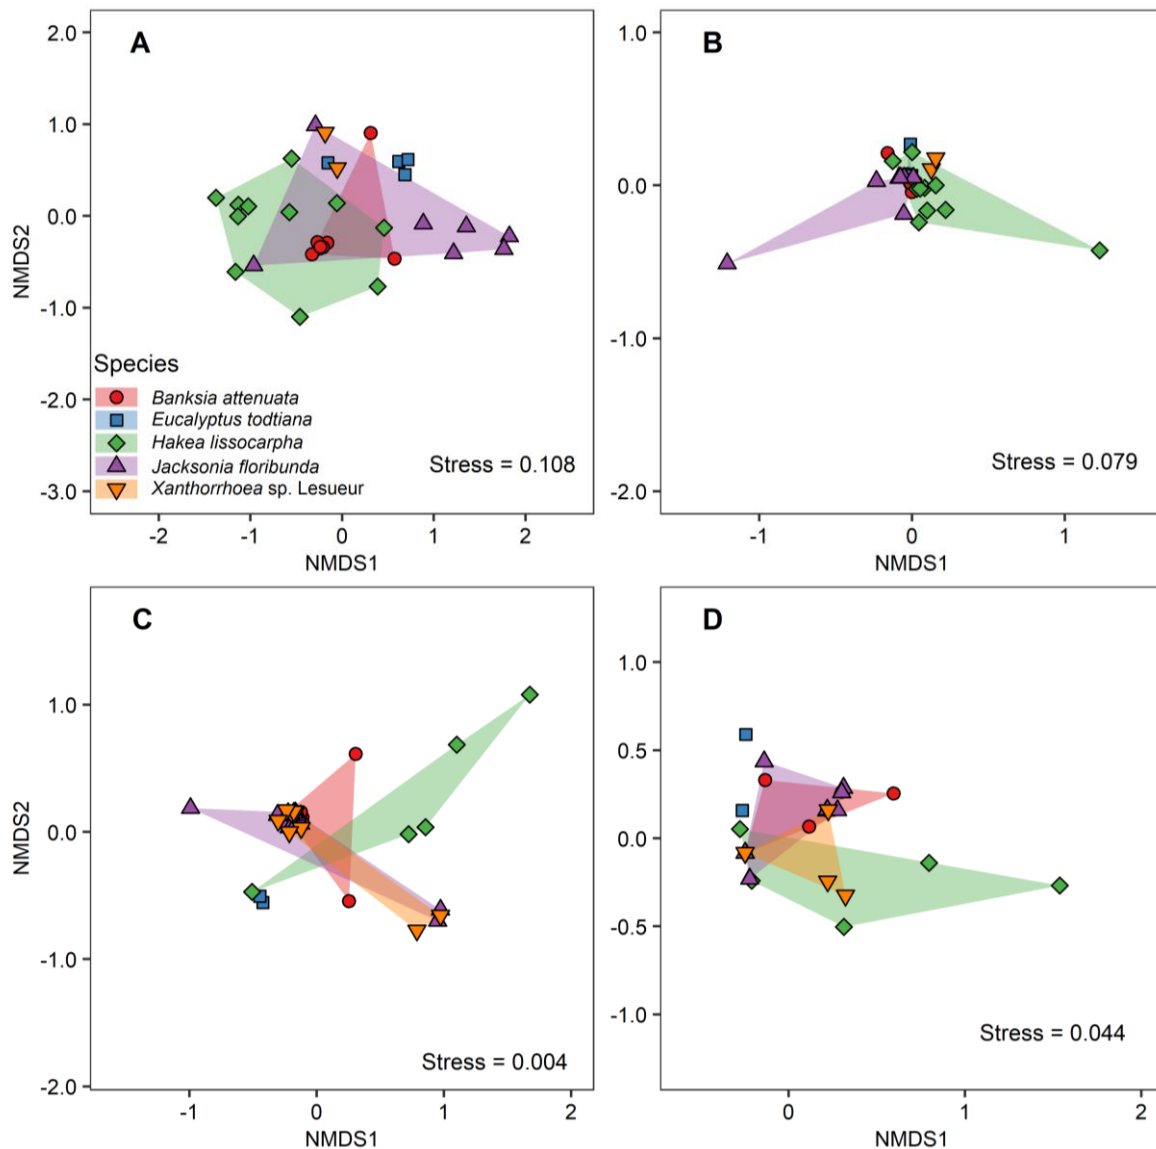 A
2.0
1.0
0.0
-1.0
-2.0
-3.0
NMDS2
Species
Banksia attenuata
Eucalyptus todtiana
Hakea lissocarpha
Jacksonia floribunda
Xanthorrhoea sp. Lesueur
Stress = 0.108
-2 -1 0 1 2
NMDS1
B
1.0
0.0
-1.0
-2.0
Stress = 0.079
-1 0 1
NMDS1
C
1.0
0.0
-1.0
-2.0
NMDS2
Stress = 0.004
-1 0 1 2
NMDS1
D
1.0
0.5
0.0
-0.5
-1.0
Stress = 0.044
0 1 2
NMDS1